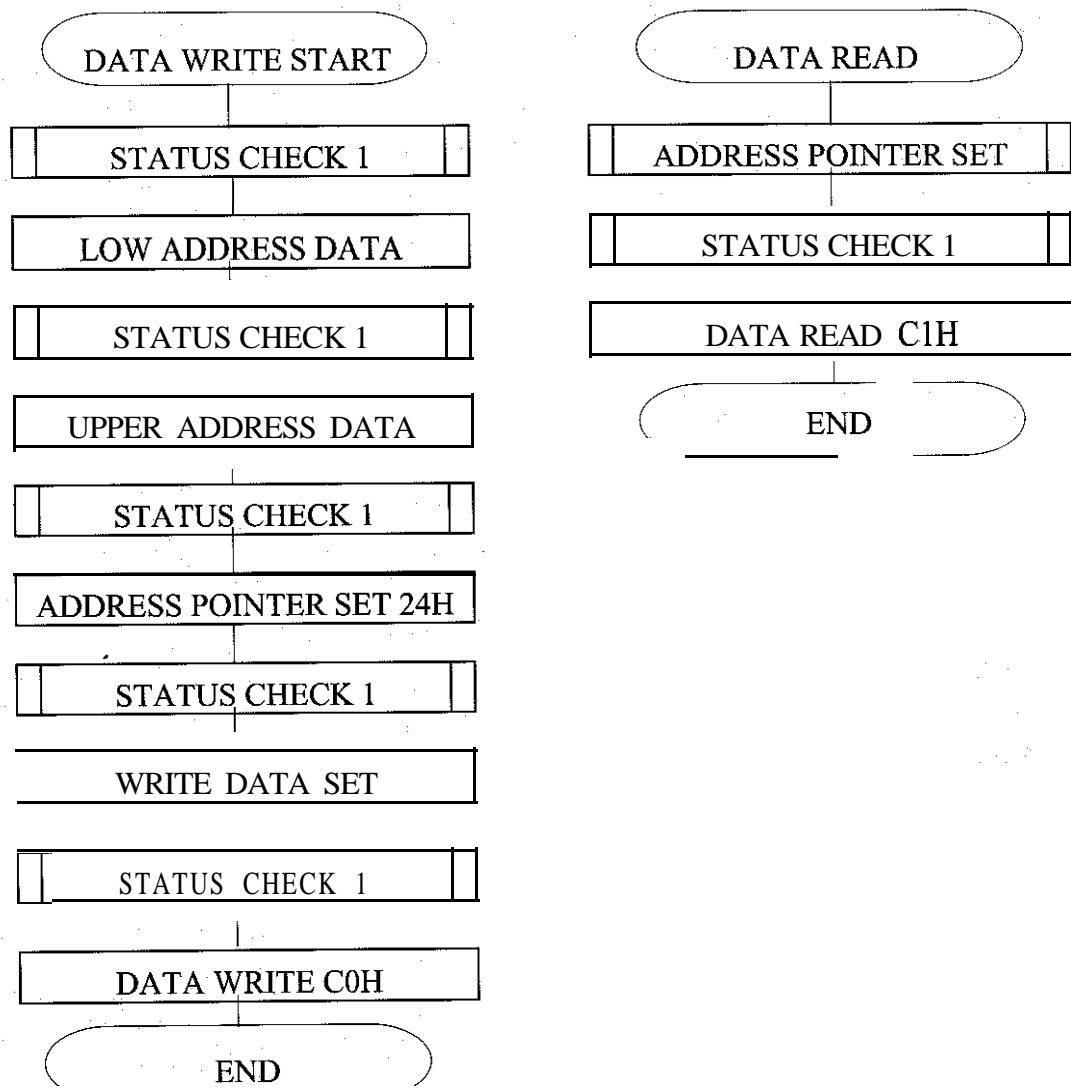 DATA WRITE START
STATUS CHECK 1
LOW ADDRESS DATA
STATUS CHECK 1
UPPER ADDRESS DATA
STATUS CHECK 1
ADDRESS POINTER SET 24H
STATUS CHECK 1
WRITE DATA SET
STATUS CHECK 1
DATA WRITE C0H
END
DATA READ
ADDRESS POINTER SET
STATUS CHECK 1
DATA READ C1H
END